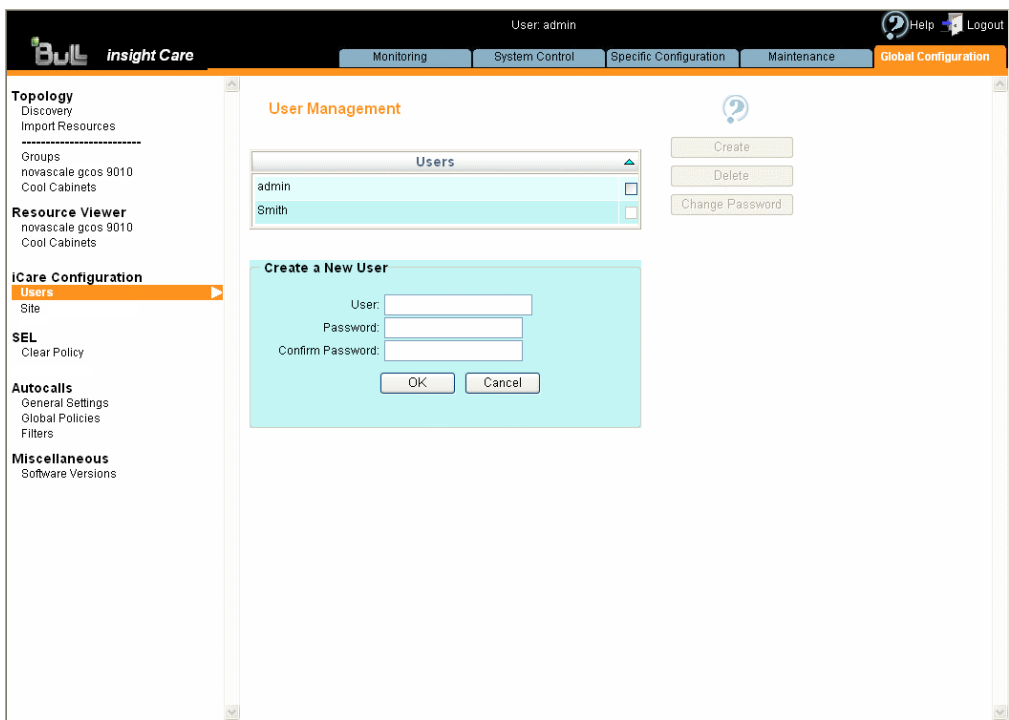 User: admin
Help
Logout
Bull
insight Care
Monitoring
System Control
Specific Configuration
Maintenance
Global Configuration
Topology
Discovery
Import Resources
-------------------------
Groups
novascale gcos 9010
Cool Cabinets
Resource Viewer
novascale gcos 9010
Cool Cabinets
iCare Configuration
Users
Site
SEL
Clear Policy
Autocalls
General Settings
Global Policies
Filters
Miscellaneous
Software Versions
User Management
Users
admin
Smith
Create
Delete
Change Password
Create a New User
User:
Password:
Confirm Password:
OK
Cancel